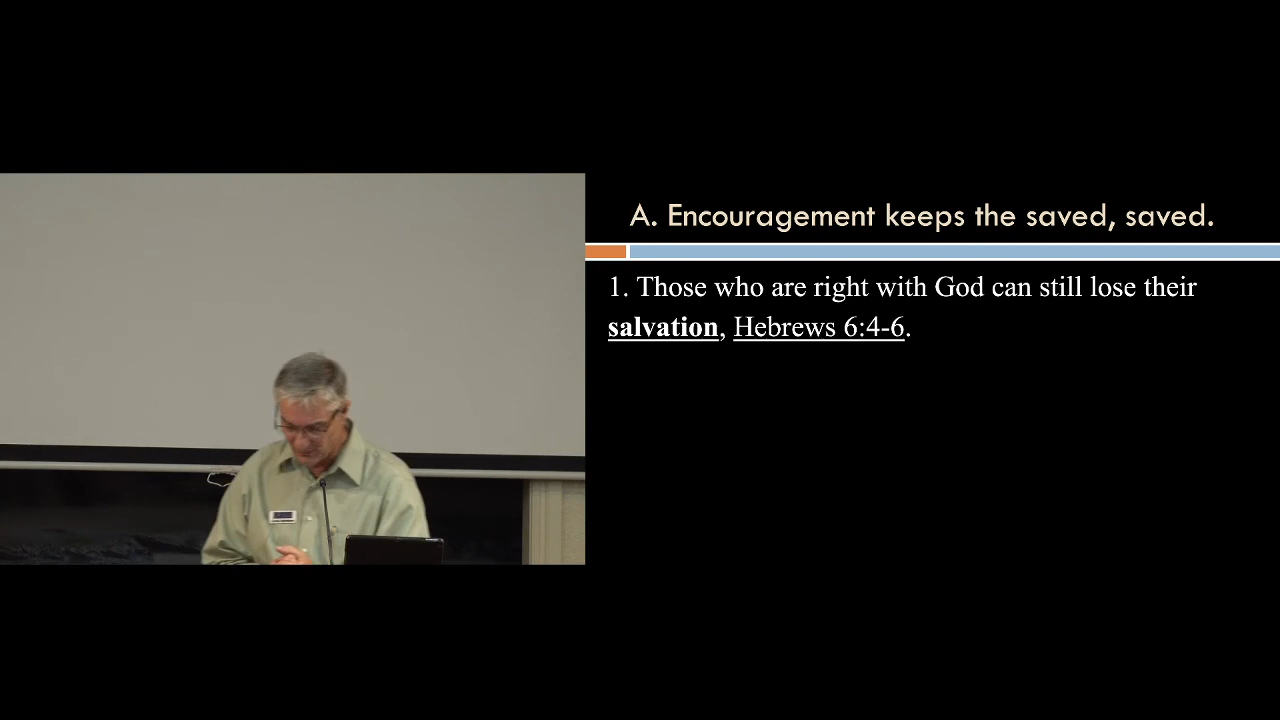 A. Encouragement keeps the saved, saved.
1. Those who are right with God can still lose their
salvation, Hebrews 6:4-6.